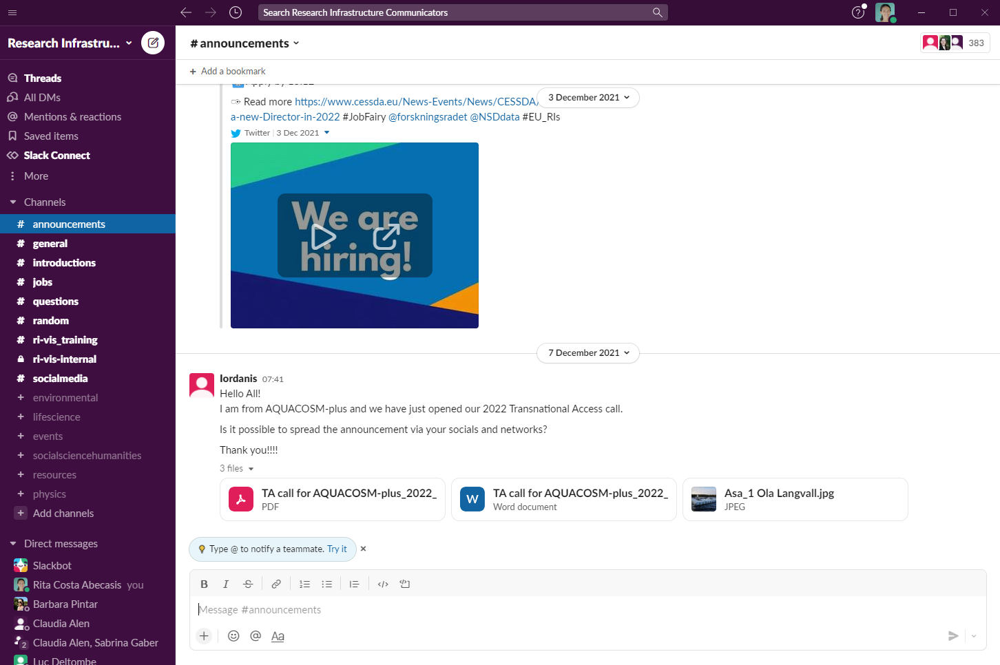 Search Research Infrastructure Communicators
Research Infrastru...
Threads
All DMs
Mentions & reactions
Saved items
Slack Connect
More
Channels
# announcements
# general
# introductions
# jobs
# questions
# random
# ri-vis_training
ri-vis-internal
# socialmedia
+ environmental
+ lifescience
+ events
+ socialsciencehumanities
+ resources
+ physics
+ Add channels
Direct messages
Slackbot
Rita Costa Abecasis you
Barbara Pintar
Claudia Alen
2 Claudia Alen, Sabrina Gaber
Luc Deltombe
# announcements
383
+ Add a bookmark
3 December 2021
Read more https://www.cessda.eu/News-Events/News/CESSDA/
a-new-Director-in-2022 #JobFairy @forskningsradet @NSDdata #EU_RIs
Twitter | 3 Dec 2021
We are
hiring!
7 December 2021
Iordanis 07:41
Hello All!
I am from AQUACOSM-plus and we have just opened our 2022 Transnational Access call.
Is it possible to spread the announcement via your socials and networks?
Thank you!!!!
3 files
TA call for AQUACOSM-plus_2022_
PDF
W TA call for AQUACOSM-plus_2022_
Word document
Asa_1 Ola Langvall.jpg
JPEG
Type @ to notify a teammate. Try it
B I S
Message #announcements
+ @ Aa